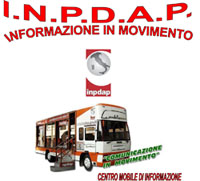 I.N.P.D.A.P.
INFORMAZIONE IN MOVIMENTO
inpdap
"COMUNICAZIONE
IN MOVIMENTO"
CENTRO MOBILE DI INFORMAZIONE